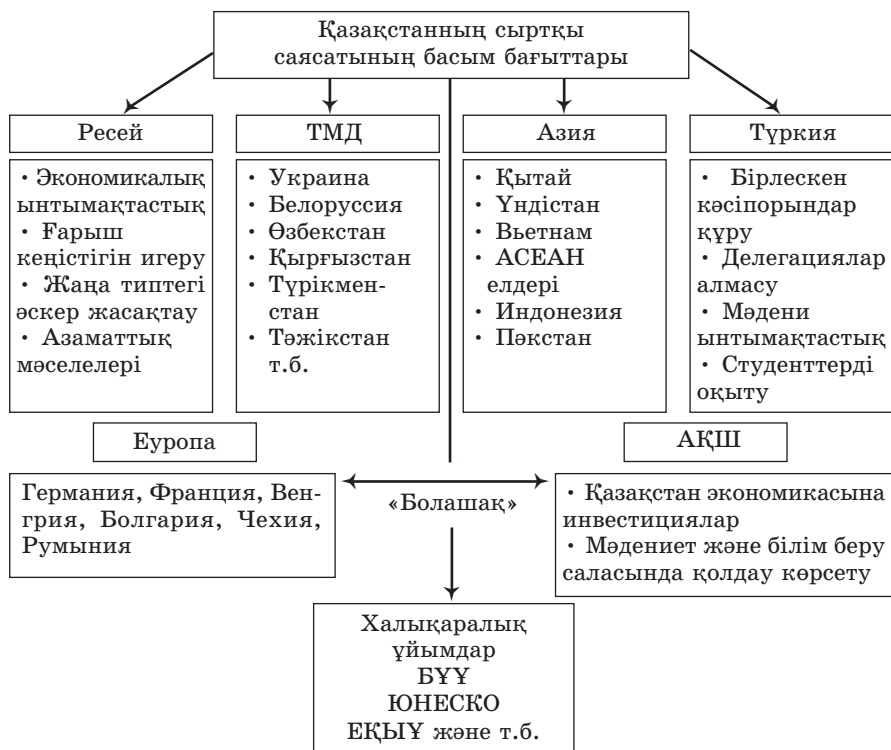 Қазақстанның сыртқы
саясатының басым бағыттары
Ресей
• Экономикалық
ынтымақтастық
• Ғарыш
кеңістігін игеру
• Жаңа типтегі
әскер жасақтау
• Азаматтық
мәселелері
ТМД
• Украина
• Белоруссия
• Өзбекстан
• Қырғызстан
• Түрікмен-
стан
• Тәжікстан
т.б.
Азия
• Қытай
• Үндістан
• Вьетнам
• АСЕАН
елдері
• Индонезия
• Пәкстан
Түркия
• Бірлескен
кәсіпорындар
құру
• Делегациялар
алмасу
• Мәдени
ынтымақтастық
• Студенттерді
оқыту
Еуропа
Германия, Франция, Вен-
грия, Болгария, Чехия,
Румыния
«Болашақ»
АҚШ
• Қазақстан экономикасына
инвестициялар
• Мәдениет және білім беру
саласында қолдау көрсету
Халықаралық
ұйымдар
БҰҰ
ЮНЕСКО
ЕҚЫҰ және т.б.